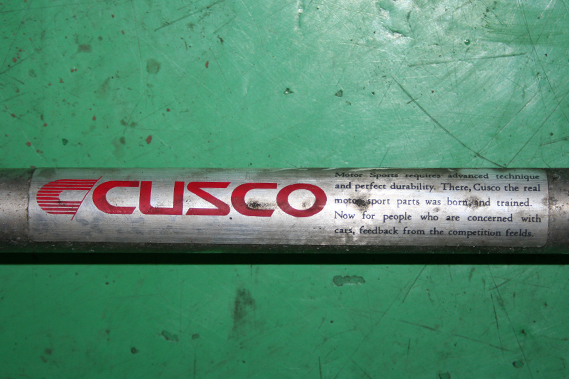 CUSCO
Motor Sports requires advanced technique
and perfect durability. There, Cusco the real
motor sport parts was born, and trained.
Now for people who are concerned with
cars, feedback from the competition feelds.